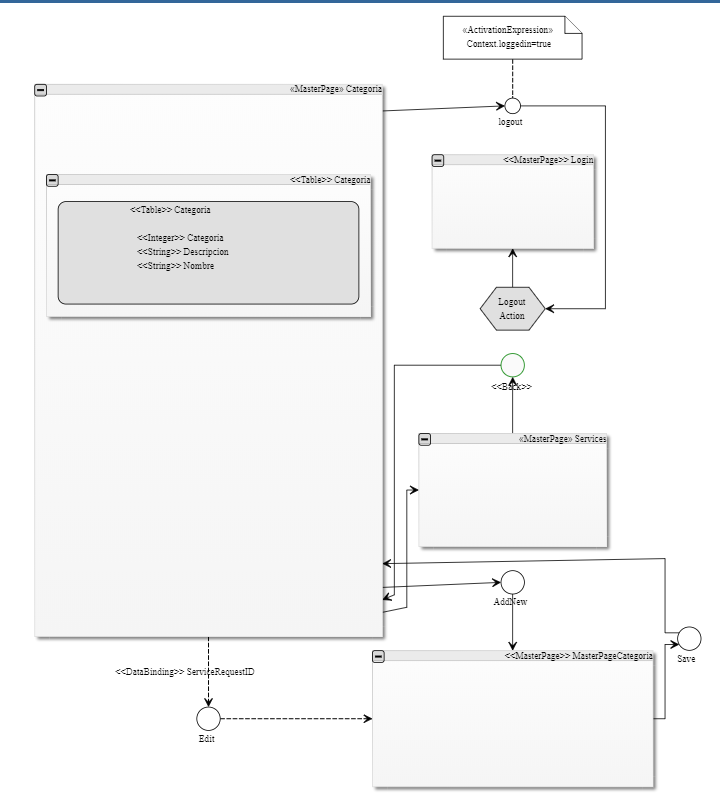 «ActivationExpression»
Context.loggedin=true
«MasterPage» Categoria
logout
<<MasterPage>> Login
<<Table>> Categoria
<<Table>> Categoria
<<Integer>> Categoria
<<String>> Descripcion
<<String>> Nombre
Logout
Action
<<Back>>
«MasterPage» Services
AddNew
<<MasterPage>> MasterPageCategoria
Save
<<DataBinding>> ServiceRequestID
Edit